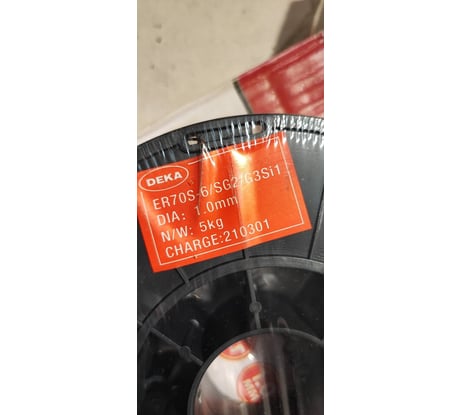 DEKA
ER70S-6/SG2/G3Si1
DIA: 1.0mm
N/W: 5kg
CHARGE:210301